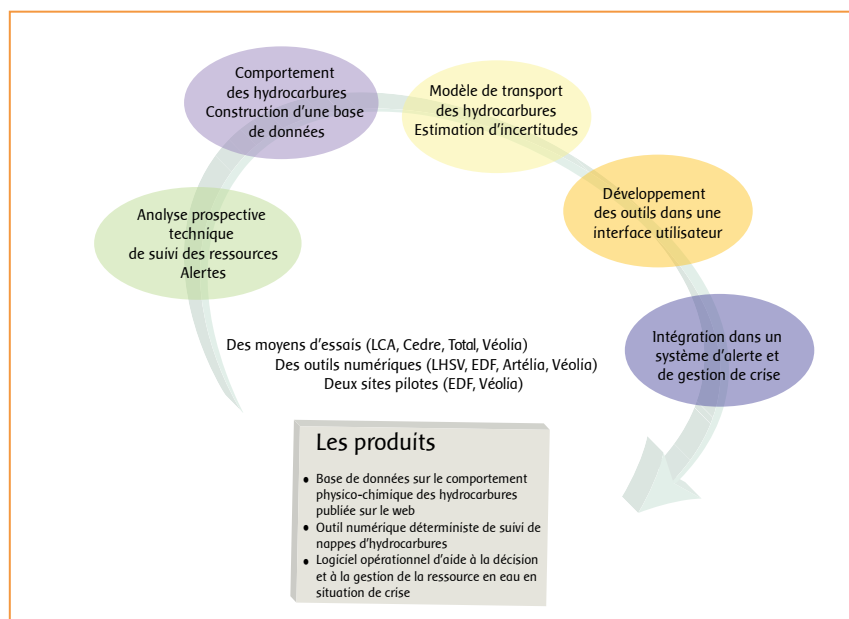 Comportement
des hydrocarbures
Construction d'une base
de données
Modèle de transport
des hydrocarbures
Estimation d'incertitudes
Développement
des outils dans une
interface utilisateur
Analyse prospective
technique
de suivi des ressources
Alertes
Intégration dans un
système d'alerte et
de gestion de crise
Des moyens d'essais (LCA, Cedre, Total, Véolia)
Des outils numériques (LHSV, EDF, Artélia, Véolia)
Deux sites pilotes (EDF, Véolia)
Les produits
• Base de données sur le comportement
physico-chimique des hydrocarbures
publiée sur le web
• Outil numérique déterministe de suivi de
nappes d'hydrocarbures
• Logiciel opérationnel d'aide à la décision
et à la gestion de la ressource en eau en
situation de crise